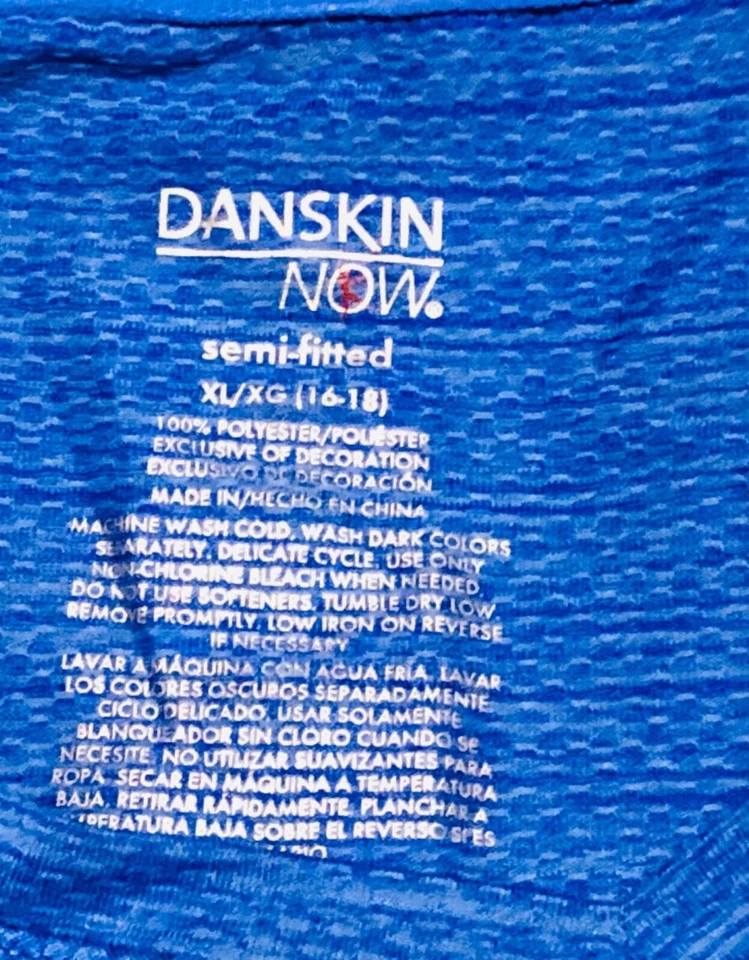 DANSKIN
NOW.
semi-fitted
XL/XG (16-18)
100% POLYESTER/POLIÉSTER
EXCLUSIVE OF DECORATION
EXCLUSIVO DE DECORACIÓN
MADE IN/HECHO EN CHINA
MACHINE WASH COLD, WASH DARK COLORS
SEPARATELY, DELICATE CYCLE, USE ONLY
NON-CHLORINE BLEACH WHEN NEEDED,
DO NOT USE SOFTENERS, TUMBLE DRY LOW,
REMOVE PROMPTLY, LOW IRON ON REVERSE
IF NECESSARY
LAVAR A MÁQUINA CON AGUA FRÍA, LAVAR
LOS COLORES OSCUROS SEPARADAMENTE,
CICLO DELICADO, USAR SOLAMENTE
BLANQUEADOR SIN CLORO CUANDO SE
NECESITE, NO UTILIZAR SUAVIZANTES PARA
ROPA, SECAR EN MÁQUINA A TEMPERATURA
BAJA, RETIRAR RÁPIDAMENTE, PLANCHAR A
BAJA SOBRE EL REVERSO SI ES